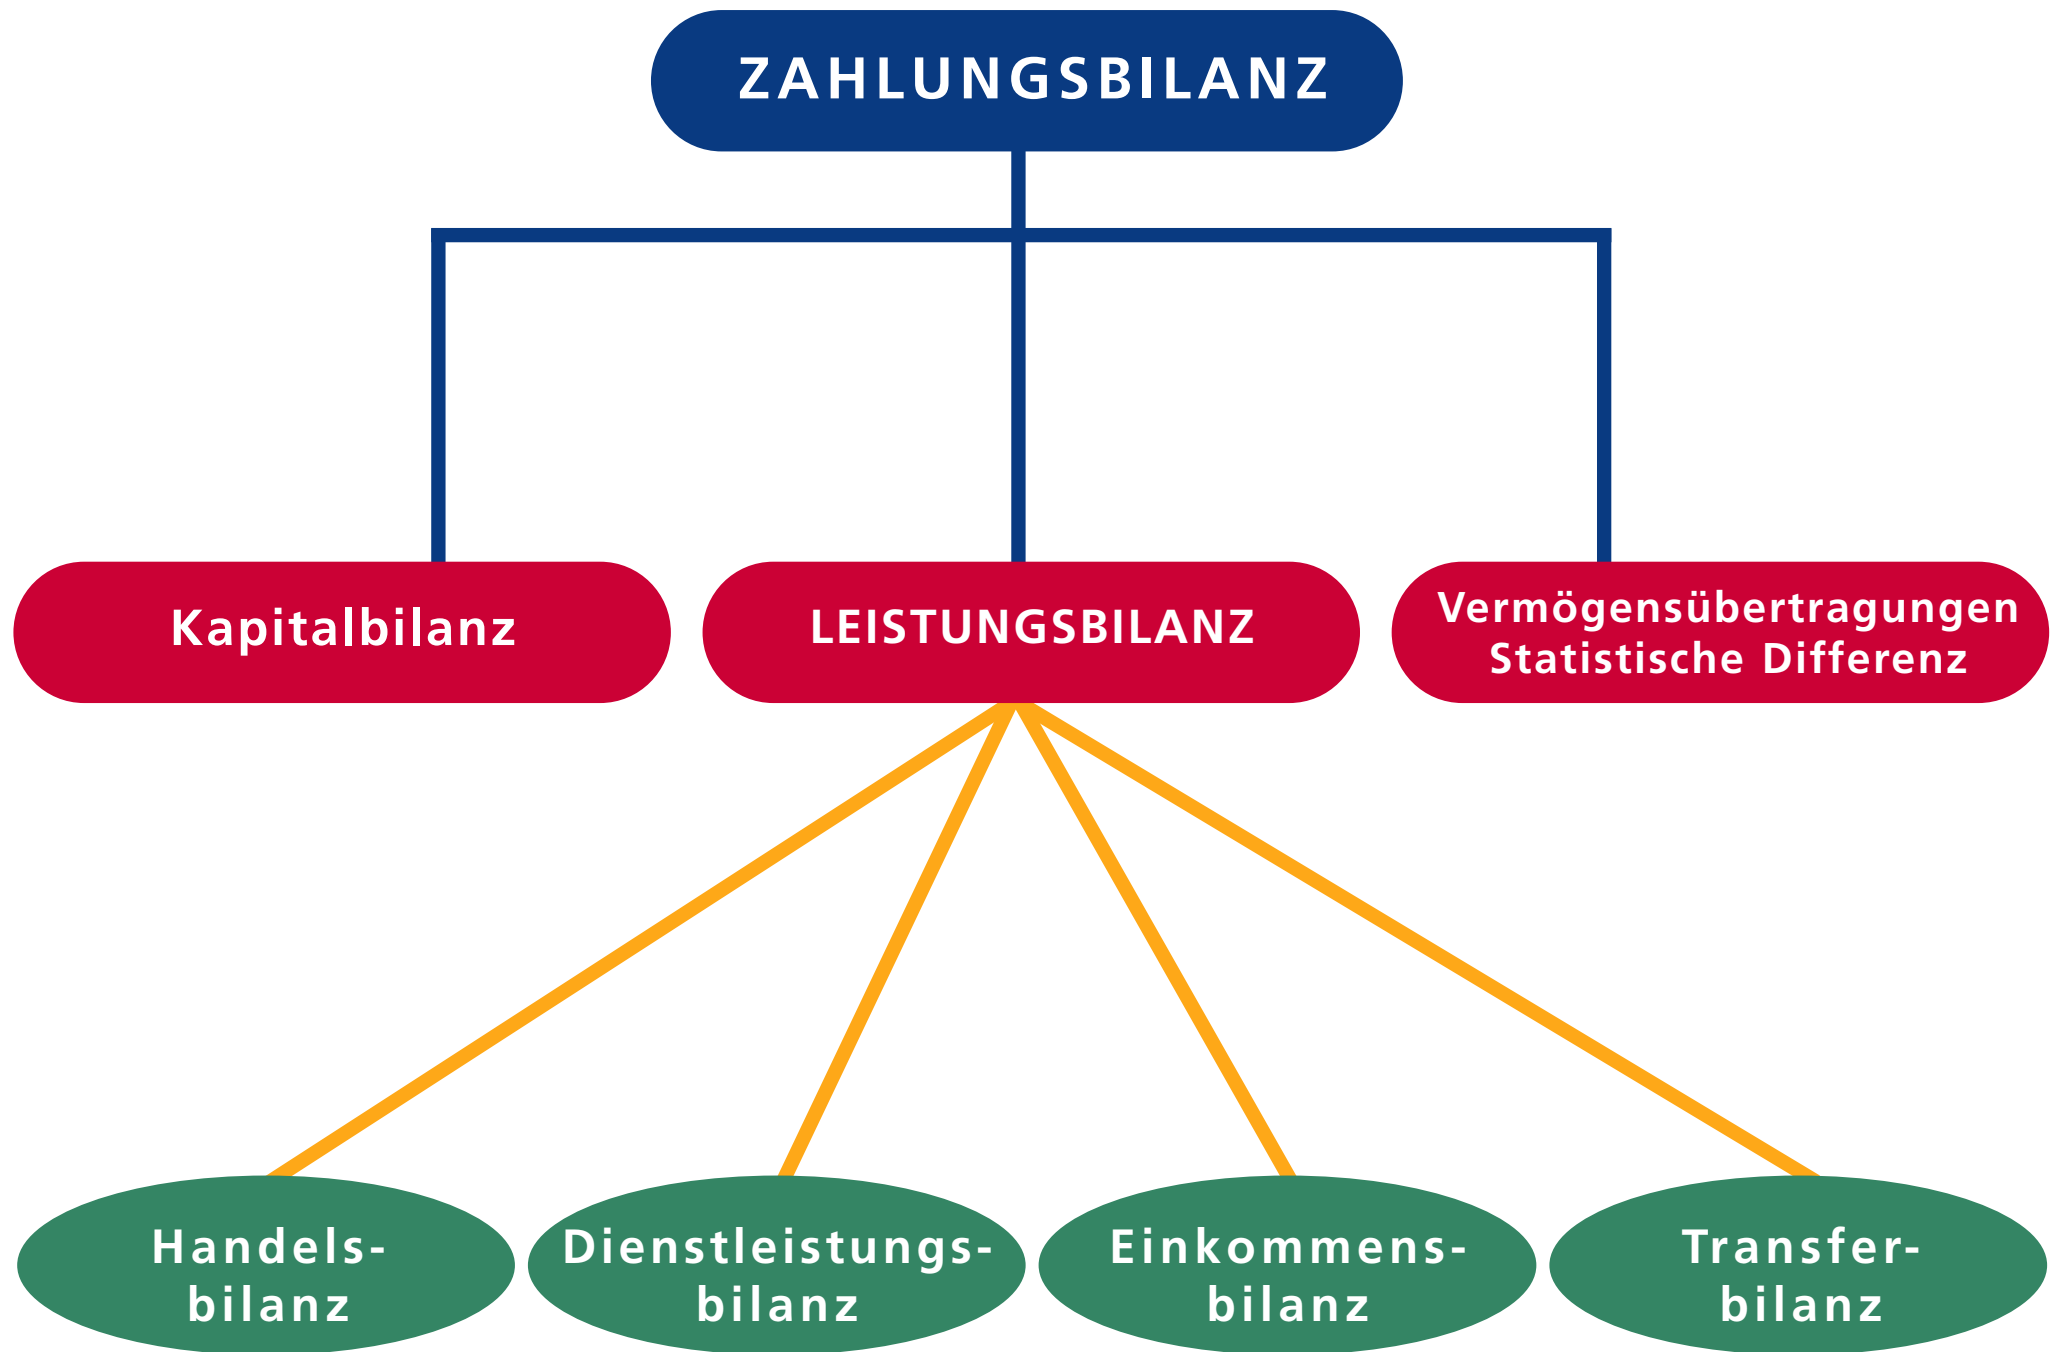 ZAHLUNGSBILANZ
Kapitalbilanz
LEISTUNGSBILANZ
Vermögensübertragungen
Statistische Differenz
Handels-
bilanz
Dienstleistungs-
bilanz
Einkommens-
bilanz
Transfer-
bilanz